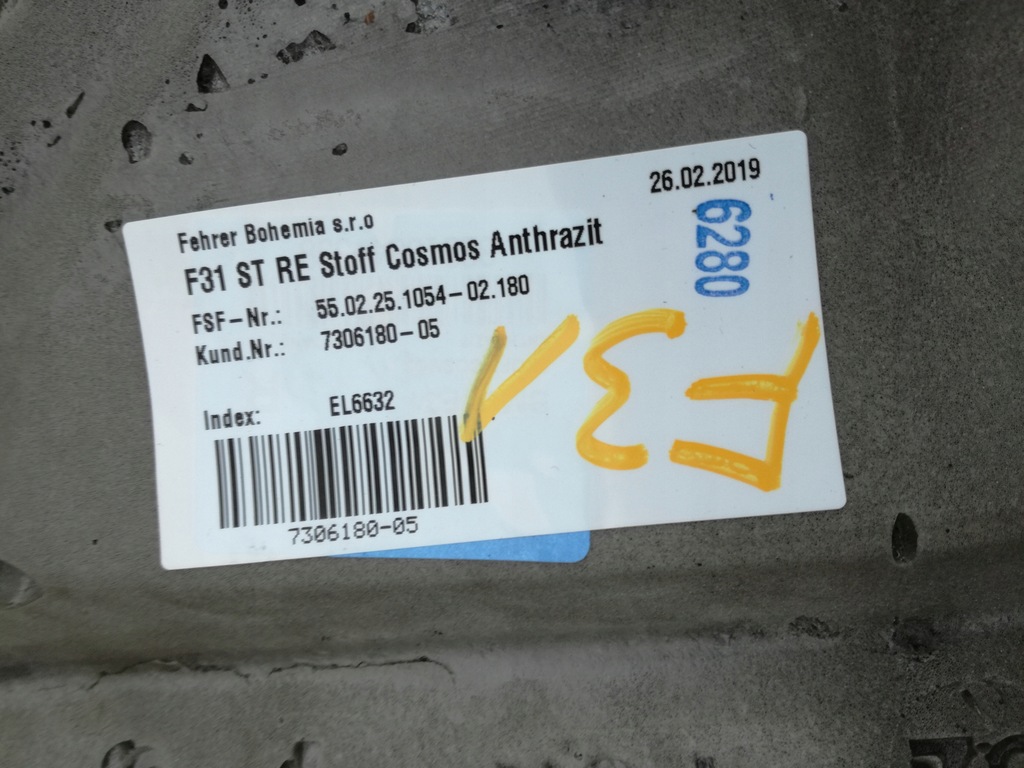 26.02.2019
Fehrer Bohemia s.r.o
F31 ST RE Stoff Cosmos Anthrazit
6280
FSF-Nr.: 55.02.25.1054-02.180
Kund.Nr.: 7306180-05
F31
Index: EL6632
7306180-05